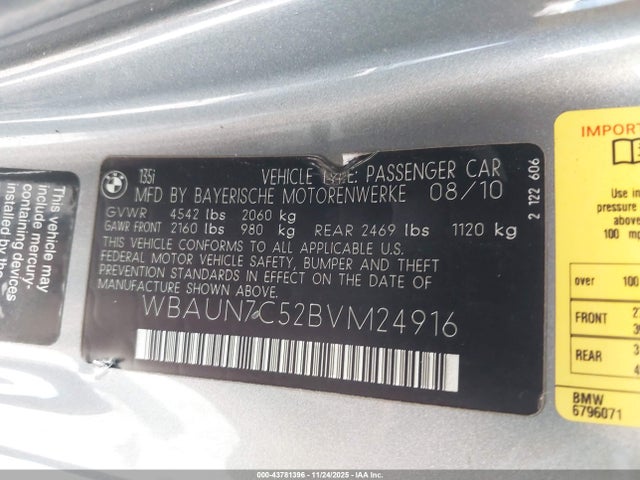 This vehicle may
include mercury-
containing devices
installed by the
135i
VEHICLE TYPE: PASSENGER CAR
MFD BY BAYERISCHE MOTORENWERKE 08/10
GVWR 4542 lbs 2060 kg
GAWR FRONT 2160 lbs 980 kg REAR 2469 lbs 1120 kg
THIS VEHICLE CONFORMS TO ALL APPLICABLE U.S.
FEDERAL MOTOR VEHICLE SAFETY, BUMPER AND THEFT
PREVENTION STANDARDS IN EFFECT ON THE DATE OF
MANUFACTURE SHOWN ABOVE.
WBAUN7C52BVM24916
2 122 606
IMPORT
Use in
pressure
above
100 m
over 100
FRONT
REAR
BMW
6796071
#000-43781396 - 11/24/2025 - IAAI.COM